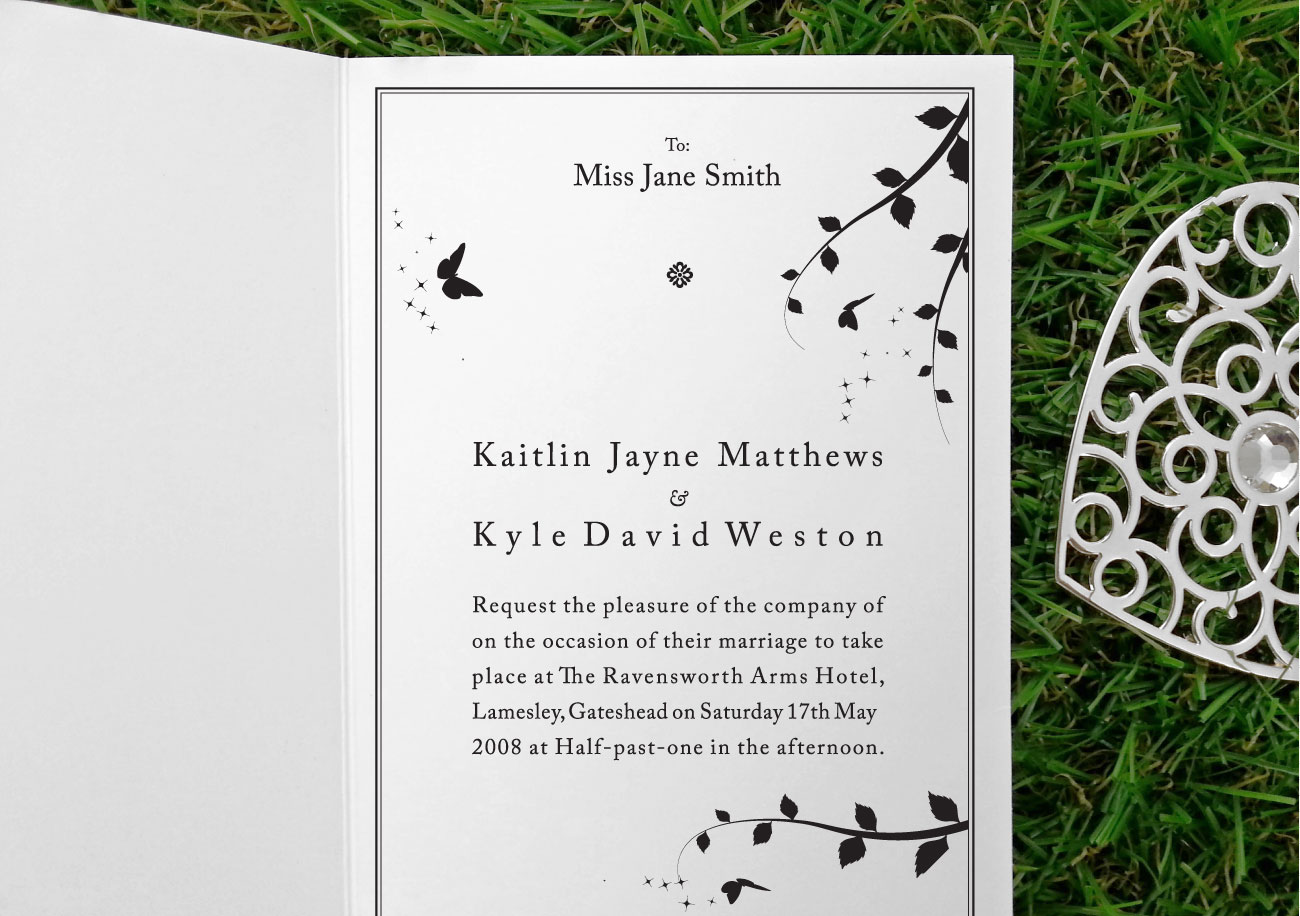 To:
Miss Jane Smith
Kaitlin Jayne Matthews
&
Kyle David Weston
Request the pleasure of the company of
on the occasion of their marriage to take
place at The Ravensworth Arms Hotel,
Lamesley, Gateshead on Saturday 17th May
2008 at Half-past-one in the afternoon.